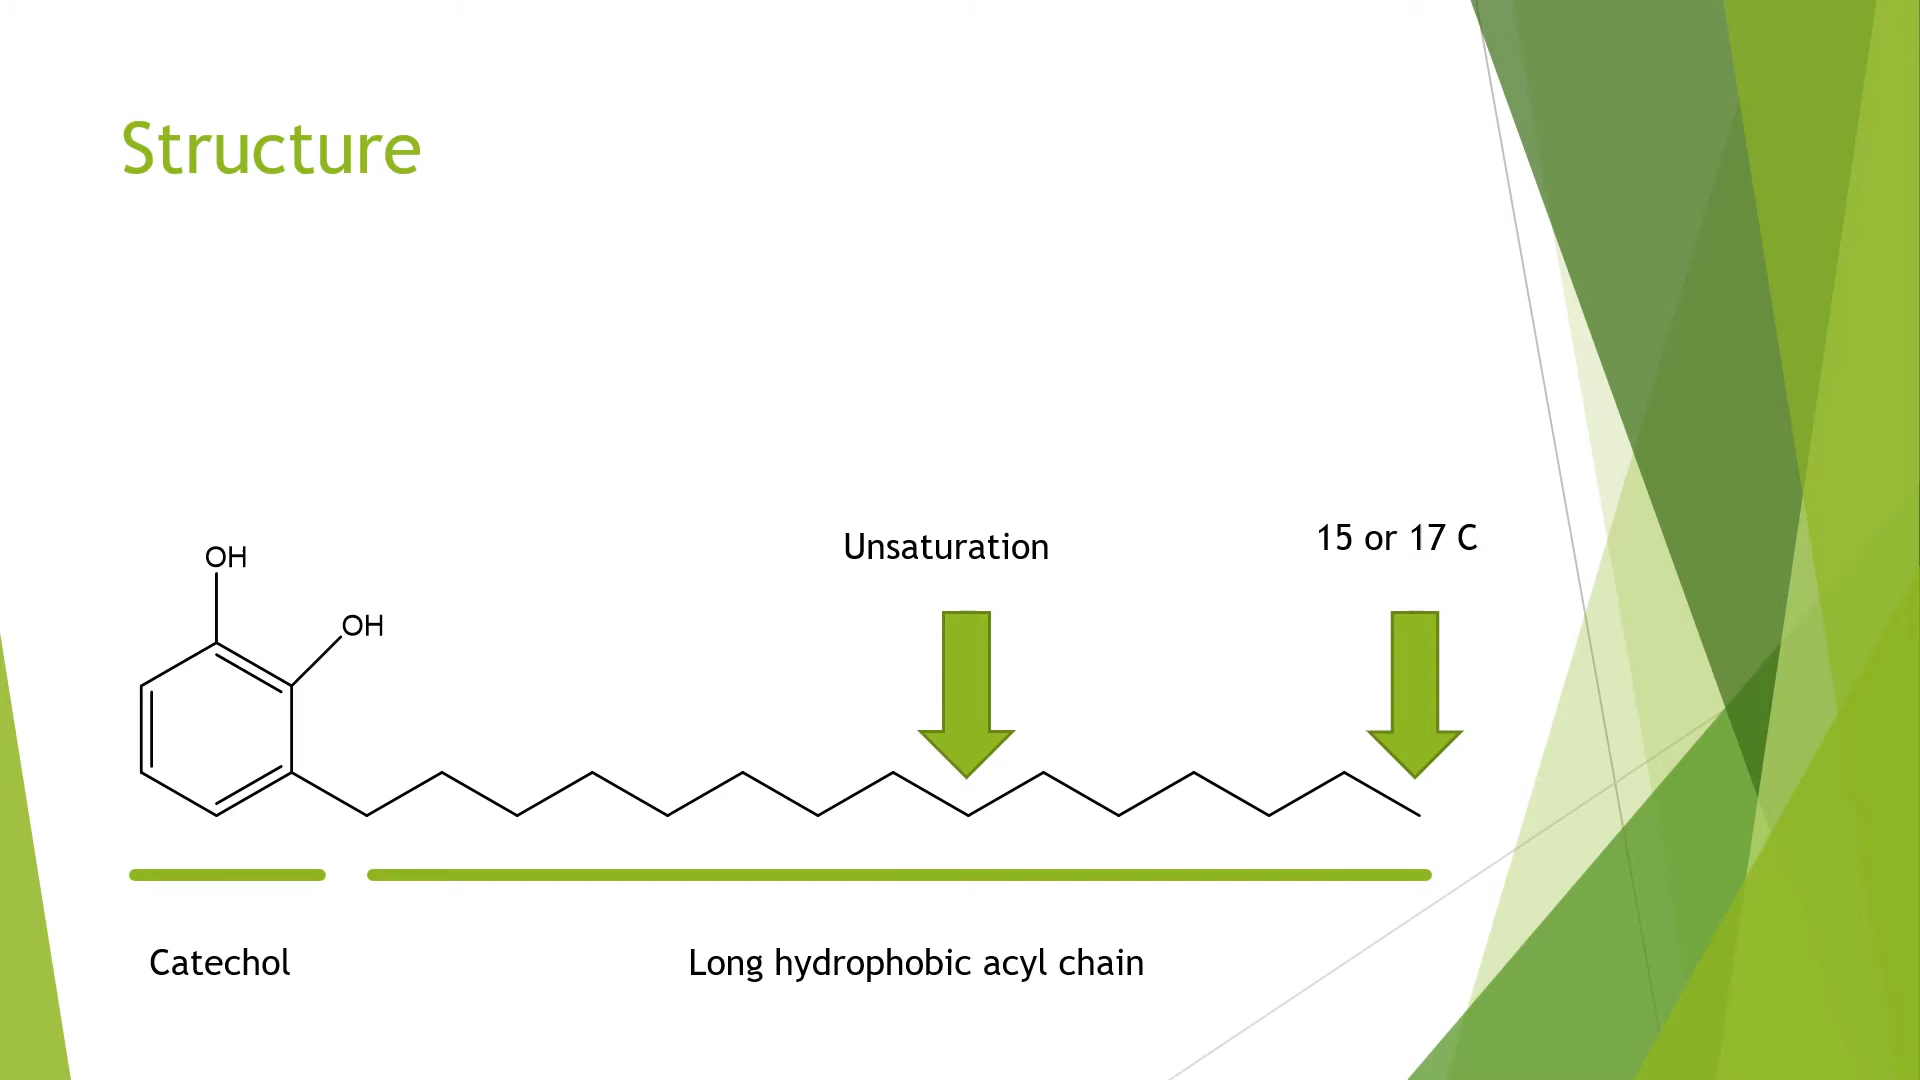 Structure
Unsaturation
15 or 17 C
OH
OH
Catechol
Long hydrophobic acyl chain